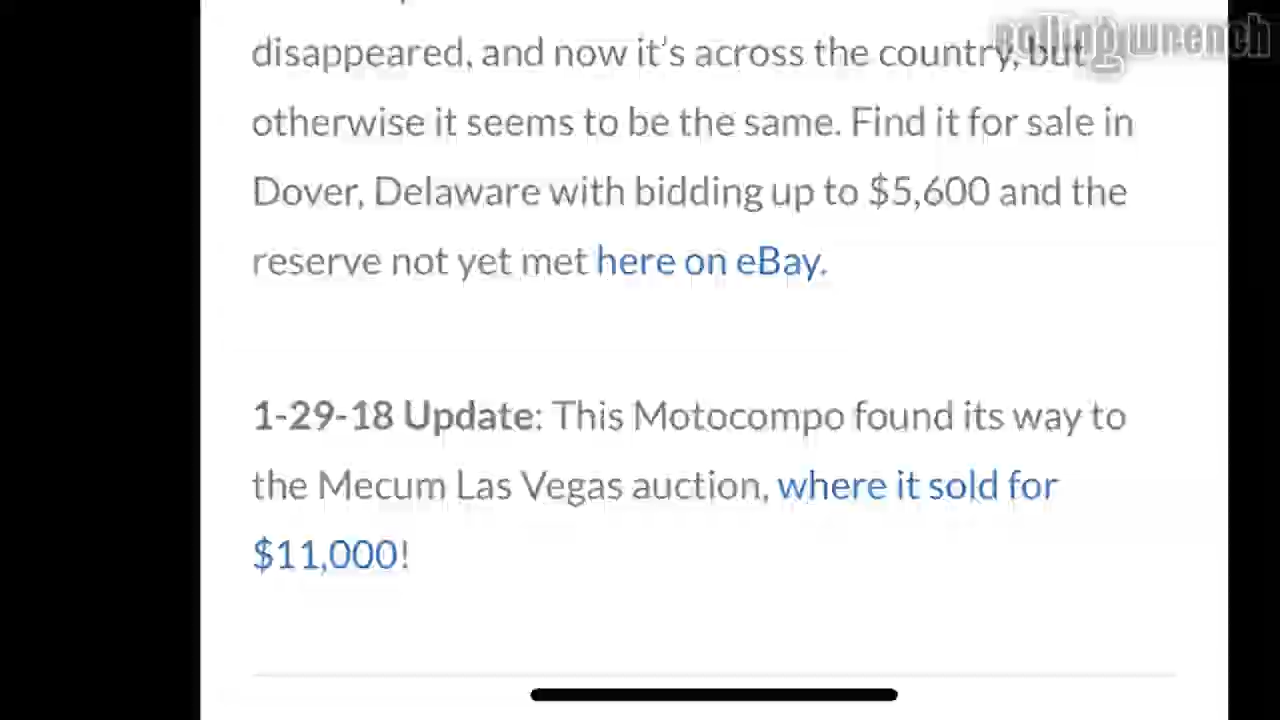 rolling wrench
disappeared, and now it's across the country, but
otherwise it seems to be the same. Find it for sale in
Dover, Delaware with bidding up to $5,600 and the
reserve not yet met here on eBay.
1-29-18 Update: This Motocompo found its way to
the Mecum Las Vegas auction, where it sold for
$11,000!